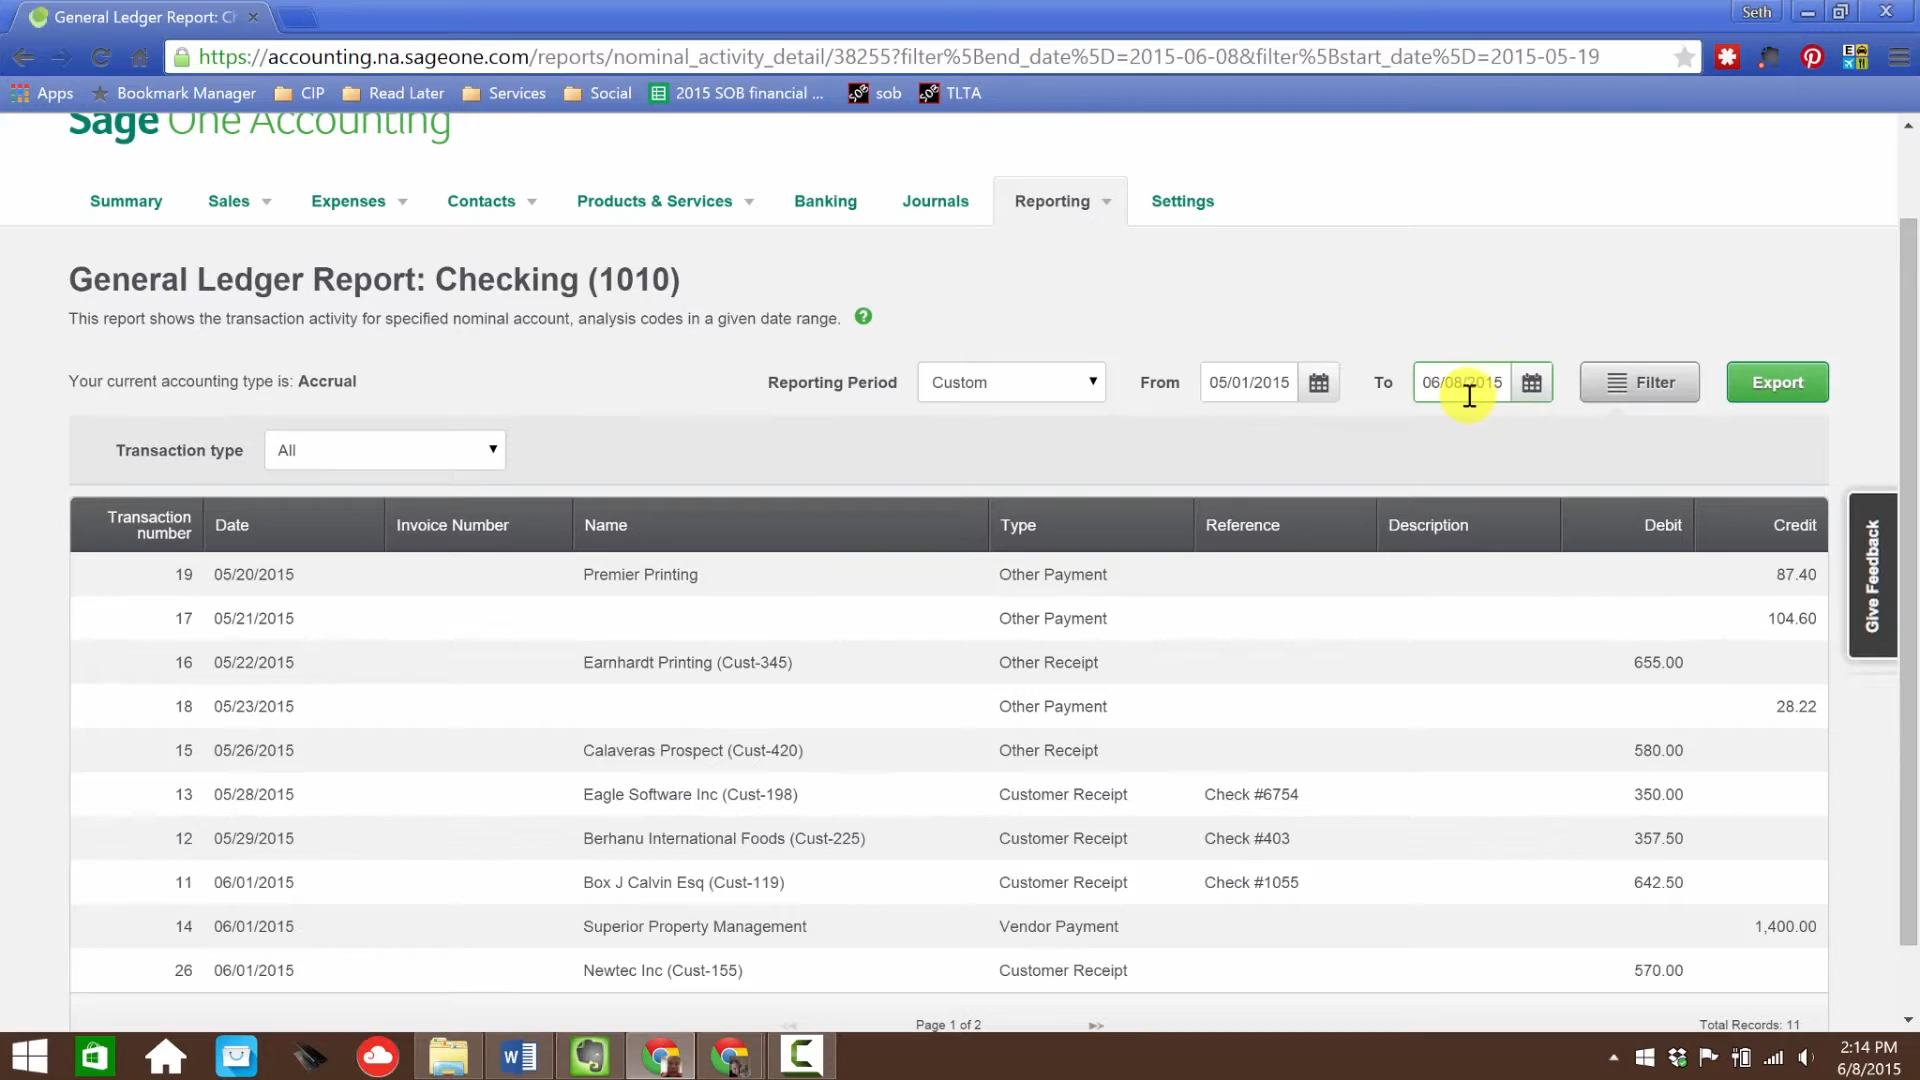 General Ledger Report: C
Seth
https://accounting.na.sageone.com/reports/nominal_activity_detail/38255?filter%5Bend_date%5D=2015-06-08&filter%5Bstart_date%5D=2015-05-19
Apps Bookmark Manager CIP Read Later Services Social 2015 SOB financial ... sob TLTA
Sage One Accounting
Summary Sales Expenses Contacts Products & Services Banking Journals Reporting Settings
General Ledger Report: Checking (1010)
This report shows the transaction activity for specified nominal account, analysis codes in a given date range. ?
Your current accounting type is: Accrual Reporting Period Custom From 05/01/2015 To 06/08/2015 Filter Export
Transaction type All
Transaction number Date Invoice Number Name Type Reference Description Debit Credit
19 05/20/2015 Premier Printing Other Payment 87.40
17 05/21/2015 Other Payment 104.60
16 05/22/2015 Earnhardt Printing (Cust-345) Other Receipt 655.00
18 05/23/2015 Other Payment 28.22
15 05/26/2015 Calaveras Prospect (Cust-420) Other Receipt 580.00
13 05/28/2015 Eagle Software Inc (Cust-198) Customer Receipt Check #6754 350.00
12 05/29/2015 Berhanu International Foods (Cust-225) Customer Receipt Check #403 357.50
11 06/01/2015 Box J Calvin Esq (Cust-119) Customer Receipt Check #1055 642.50
14 06/01/2015 Superior Property Management Vendor Payment 1,400.00
26 06/01/2015 Newtec Inc (Cust-155) Customer Receipt 570.00
Page 1 of 2 Total Records: 11
Give Feedback
2:14 PM
6/8/2015